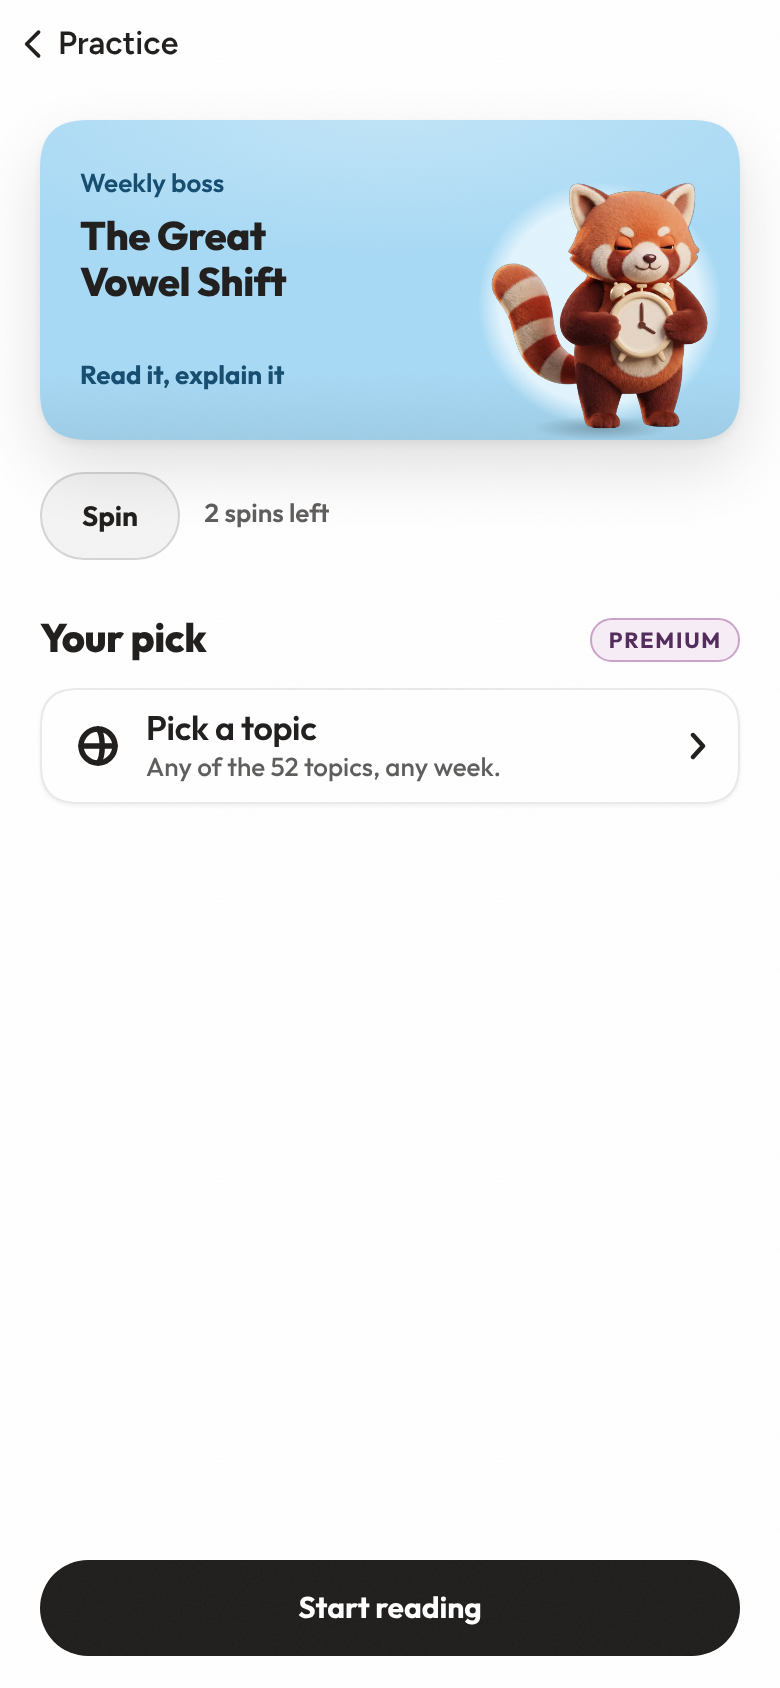 Practice
Weekly boss
The Great
Vowel Shift
Read it, explain it
Spin
2 spins left
Your pick
PREMIUM
Pick a topic
Any of the 52 topics, any week.
Start reading